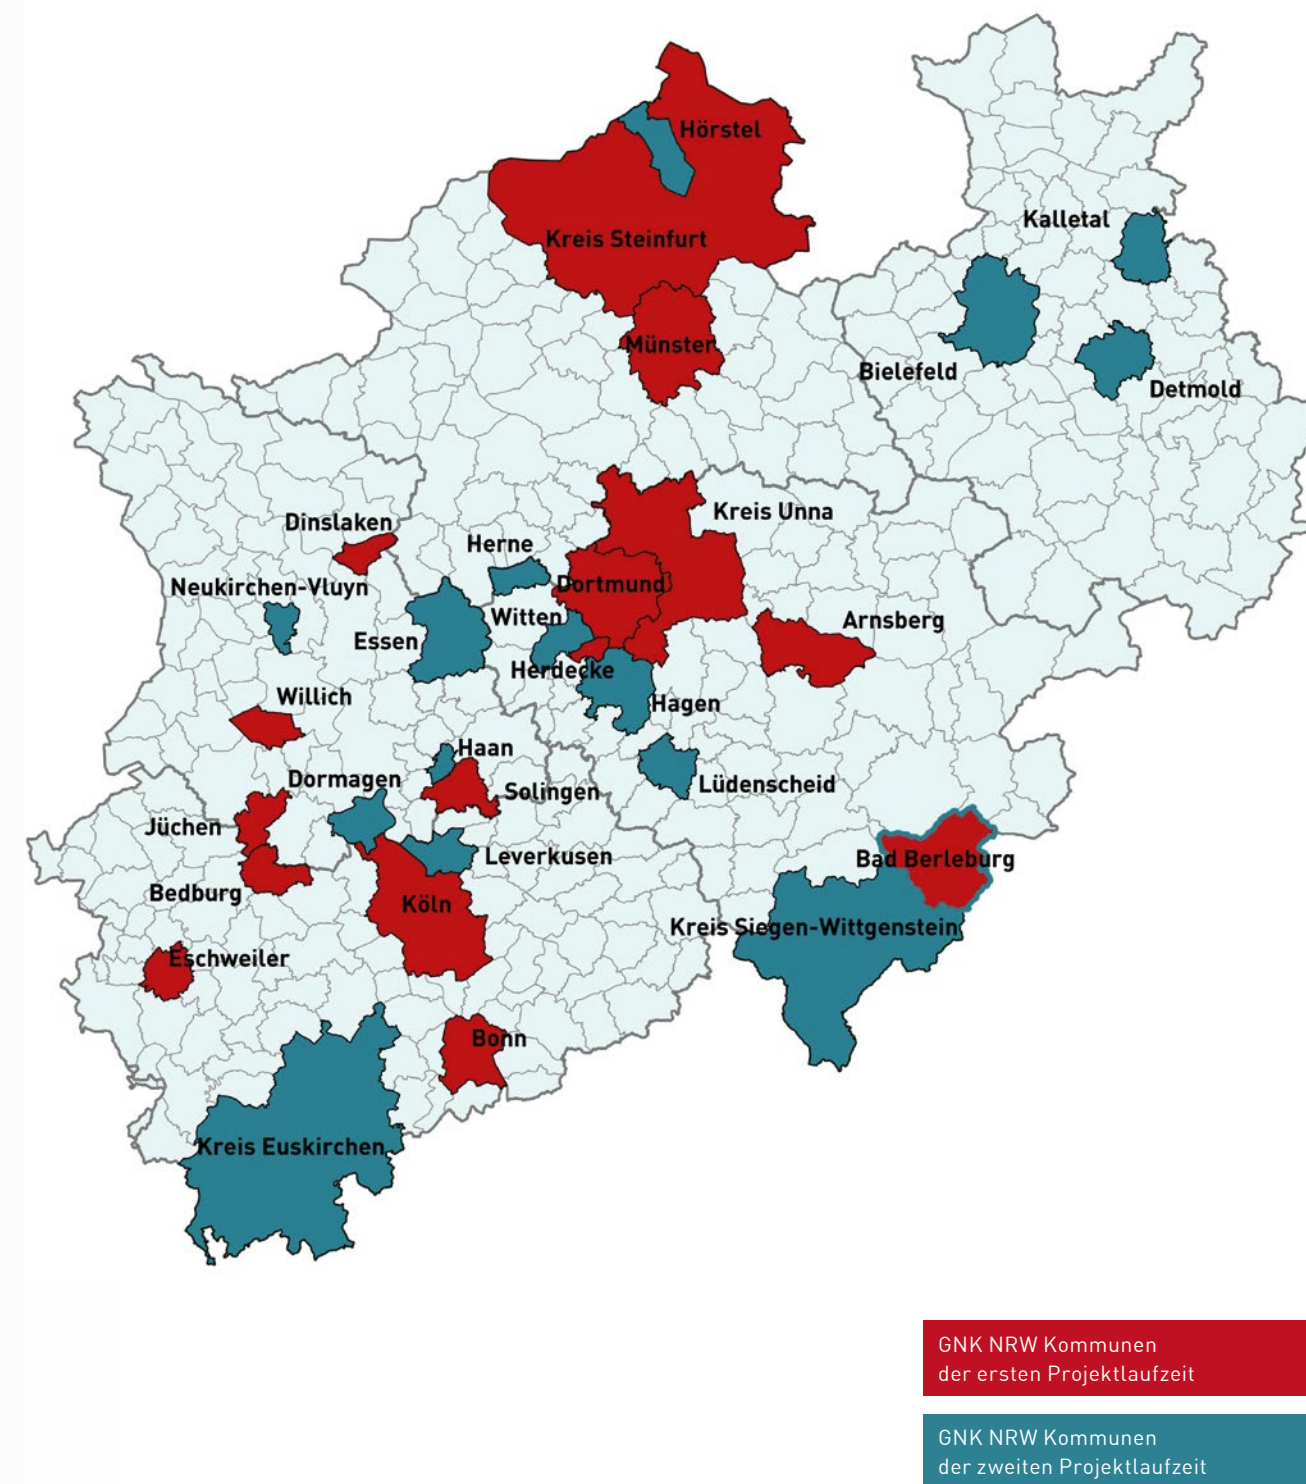 Hörstel
Kreis Steinfurt
Kalletal
Münster
Bielefeld
Detmold
Kreis Unna
Dinslaken
Herne
Dortmund
Neukirchen-Vluyn
Witten
Arnsberg
Essen
Herdecke
Willich
Hagen
Haan
Dormagen
Lüdenscheid
Solingen
Jüchen
Leverkusen
Bad Berleburg
Bedburg
Köln
Kreis Siegen-Wittgenstein
Eschweiler
Bonn
Kreis Euskirchen
GNK NRW Kommunen
der ersten Projektlaufzeit
GNK NRW Kommunen
der zweiten Projektlaufzeit